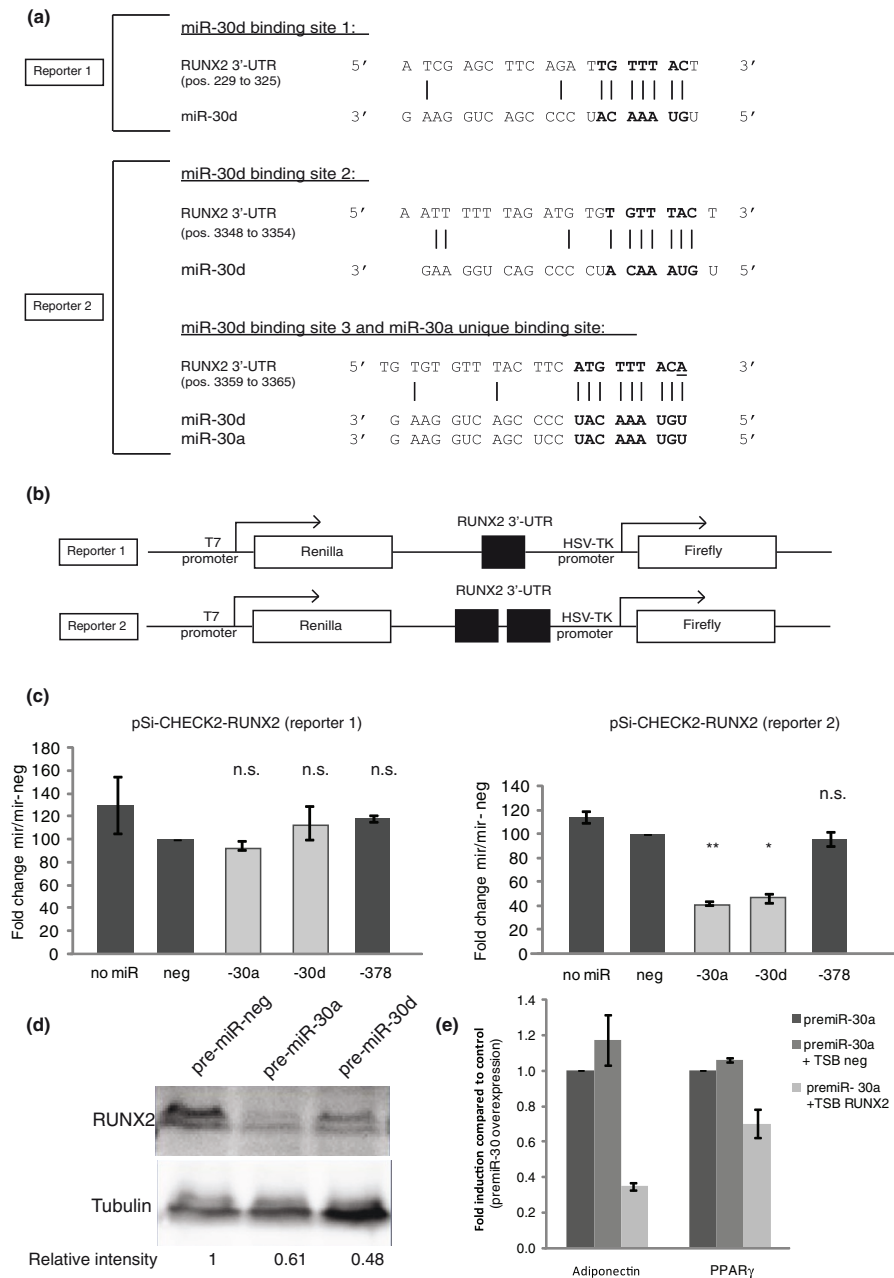 (a)
miR-30d binding site 1:
Reporter 1
RUNX2 3'-UTR 5' A TCG AGC TTC AGA TTG TTT ACT 3'
(pos. 229 to 325)
miR-30d 3' G AAG GUC AGC CCC UAC AAA UGU 5'
miR-30d binding site 2:
RUNX2 3'-UTR 5' A ATT TTT TAG ATG TGT GTTT TAC T 3'
(pos. 3348 to 3354)
miR-30d 3' GAA GGU CAG CCC CUA CAAA AUG U 5'
Reporter 2
miR-30d binding site 3 and miR-30a unique binding site:
RUNX2 3'-UTR 5' TG TGT GTT TAC TTC ATG TTT ACA 3'
(pos. 3359 to 3365)
miR-30d 3' G AAG GUC AGC CCC UAC AAA UGU 5'
miR-30a 3' G AAG GUC AGC UCC UAC AAA UGU 5'
(b)
RUNX2 3'-UTR
Reporter 1 T7 promoter Renilla HSV-TK promoter Firefly
RUNX2 3'-UTR
Reporter 2 T7 promoter Renilla HSV-TK promoter Firefly
(c)
pSi-CHECK2-RUNX2 (reporter 1)
Fold change mir/mir-neg
180
160
140
120
100
80
60
40
20
0
n.s. n.s. n.s.
no miR neg -30a -30d -378
pSi-CHECK2-RUNX2 (reporter 2)
Fold change mir/mir- neg
140
120
100
80
60
40
20
0
** * n.s.
no miR neg -30a -30d -378
(d)
pre-miR-neg pre-miR-30a pre-miR-30d
RUNX2
Tubulin
Relative intensity 1 0.61 0.48
(e)
Fold induction compared to control
(premiR-30 overexpression)
1.4
1.2
1.0
0.8
0.6
0.4
0.2
0.0
Adiponectin PPARγ
premiR-30a
premiR-30a
+ TSB neg
premiR- 30a
+TSB RUNX2